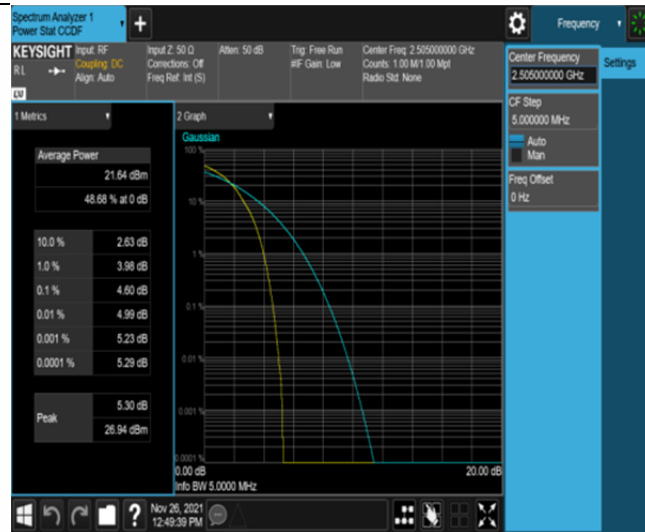 Spectrum Analyzer 1
Power Stat CCDF
+
Frequency
KEYSIGHT
RL
Input: RF
Coupling: DC
Align: Auto
Input Z: 50 Ω
Corrections: Off
Freq Ref: Int (S)
Atten: 50 dB
Trig: Free Run
#IF Gain: Low
Center Freq: 2.505000000 GHz
Counts: 1.00 M/1.00 Mpt
Radio Std: None
LXI
Center Frequency
2.505000000 GHz
Settings
CF Step
5.000000 MHz
Auto
Man
Freq Offset
0 Hz
1 Metrics
Average Power
21.64 dBm
48.68 % at 0 dB
10.0 % 2.63 dB
1.0 % 3.98 dB
0.1 % 4.60 dB
0.01 % 4.99 dB
0.001 % 5.23 dB
0.0001 % 5.29 dB
Peak
5.30 dB
26.94 dBm
2 Graph
Gaussian
100 %
10 %
1 %
0.1 %
0.01 %
0.001 %
0.0001 %
0.00 dB
20.00 dB
Info BW 5.0000 MHz
?
Nov 26, 2021
12:49:39 PM